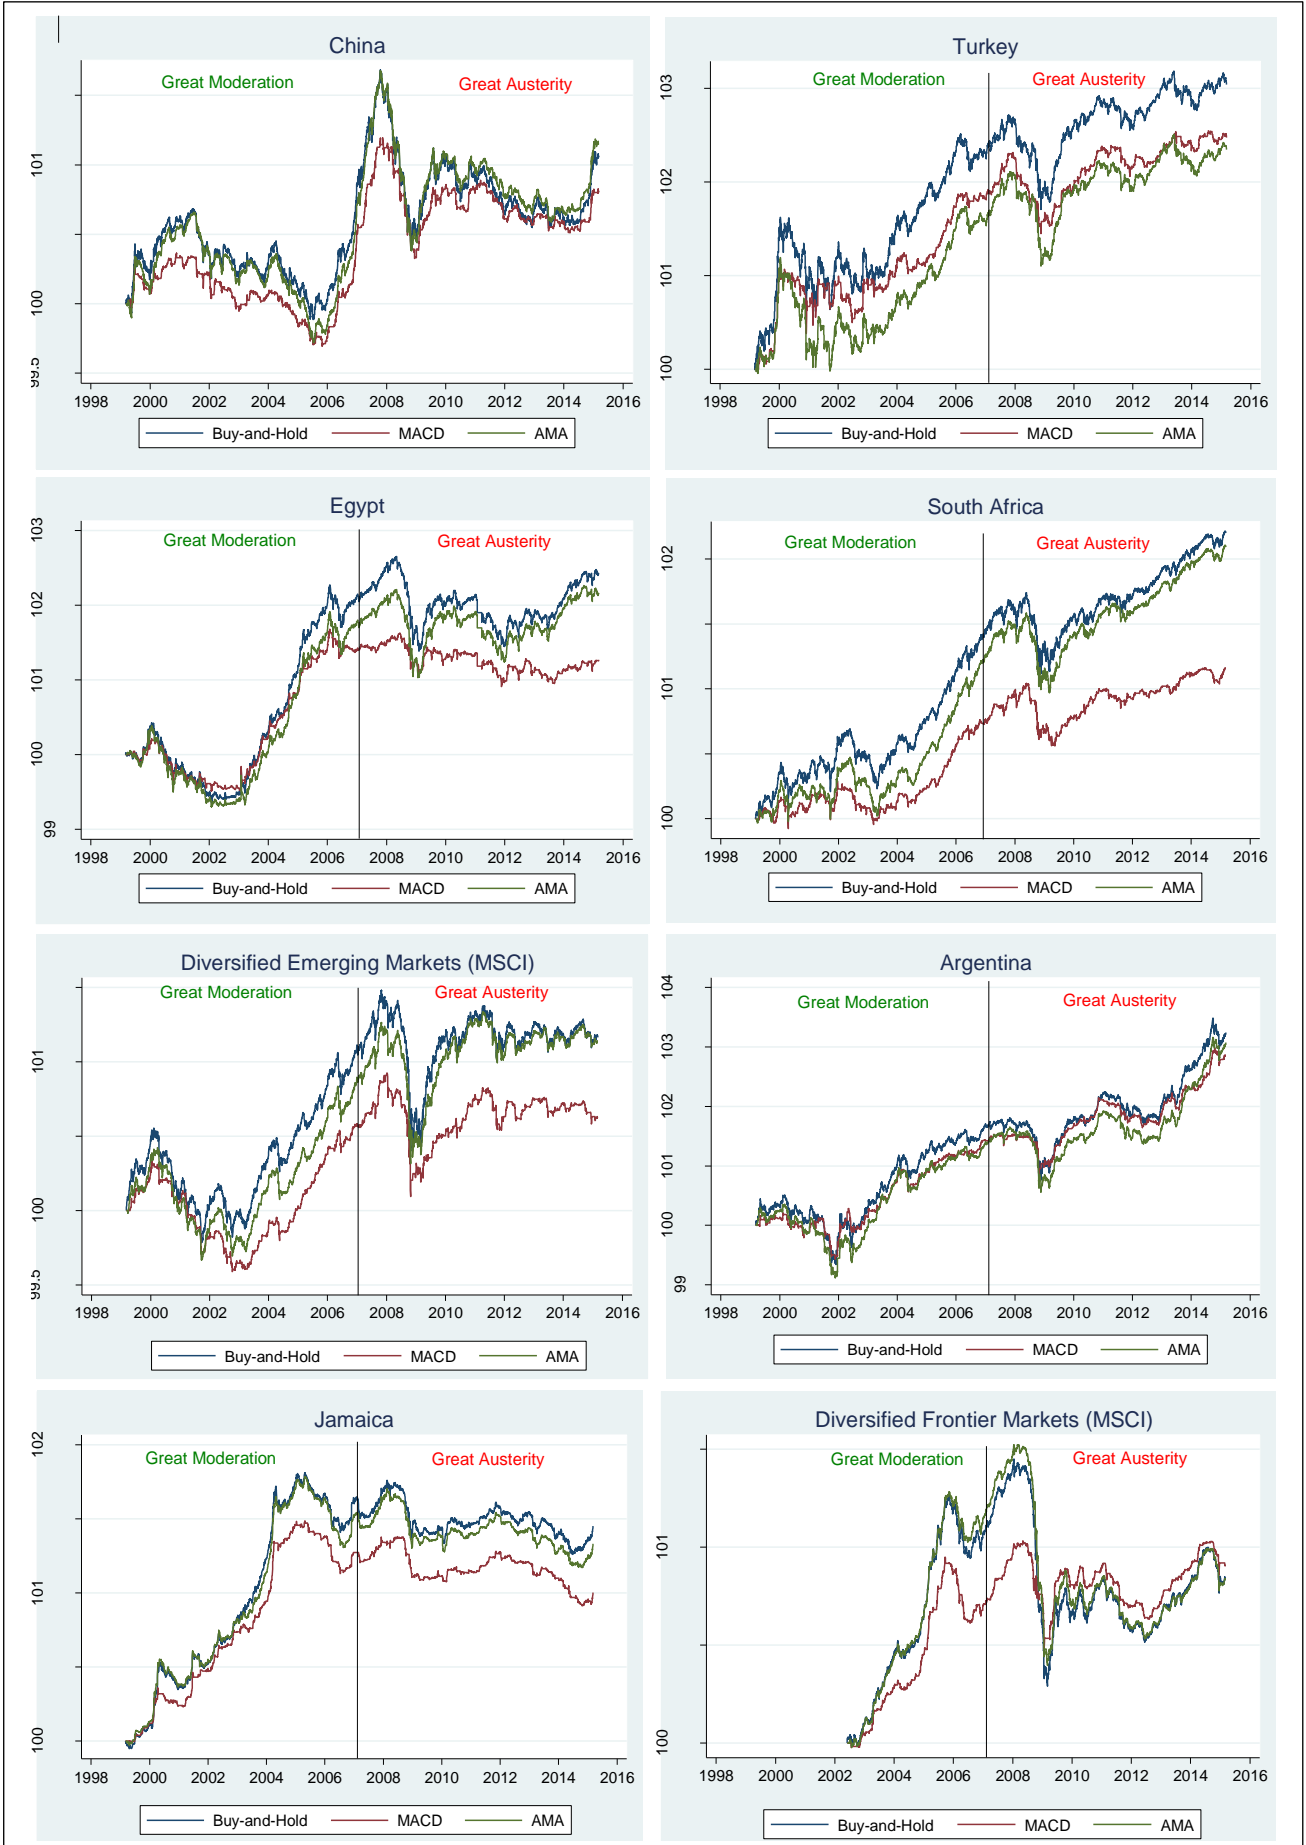 China
Great Moderation Great Austerity
101
100
99.5
1998 2000 2002 2004 2006 2008 2010 2012 2014 2016
Buy-and-Hold MACD AMA
Turkey
Great Moderation Great Austerity
103
102
101
100
1998 2000 2002 2004 2006 2008 2010 2012 2014 2016
Buy-and-Hold MACD AMA
Egypt
Great Moderation Great Austerity
103
102
101
100
99
1998 2000 2002 2004 2006 2008 2010 2012 2014 2016
Buy-and-Hold MACD AMA
South Africa
Great Moderation Great Austerity
102
101
100
1998 2000 2002 2004 2006 2008 2010 2012 2014 2016
Buy-and-Hold MACD AMA
Diversified Emerging Markets (MSCI)
Great Moderation Great Austerity
101
100
99.5
1998 2000 2002 2004 2006 2008 2010 2012 2014 2016
Buy-and-Hold MACD AMA
Argentina
Great Moderation Great Austerity
104
103
102
101
100
99
1998 2000 2002 2004 2006 2008 2010 2012 2014 2016
Buy-and-Hold MACD AMA
Jamaica
Great Moderation Great Austerity
102
101
100
1998 2000 2002 2004 2006 2008 2010 2012 2014 2016
Buy-and-Hold MACD AMA
Diversified Frontier Markets (MSCI)
Great Moderation Great Austerity
101
100
1998 2000 2002 2004 2006 2008 2010 2012 2014 2016
Buy-and-Hold MACD AMA